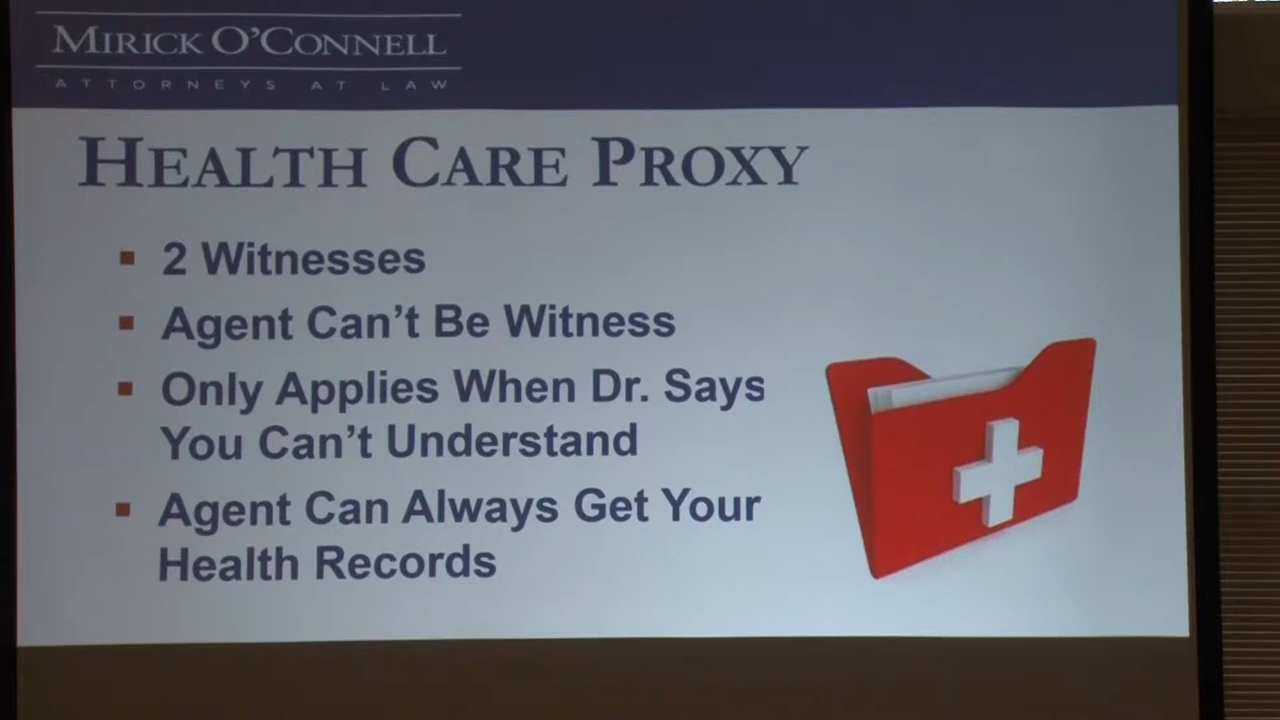 MIRICK O'CONNELL
ATTORNEYS AT LAW
HEALTH CARE PROXY
▪ 2 Witnesses
▪ Agent Can't Be Witness
▪ Only Applies When Dr. Says
You Can't Understand
▪ Agent Can Always Get Your
Health Records